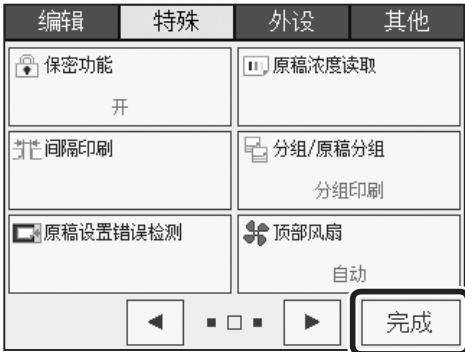 编辑 特殊 外设 其他
保密功能 原稿浓度读取
开
间隔印刷 分组/原稿分组
分组印刷
原稿设置错误检测 顶部风扇
自动
完成